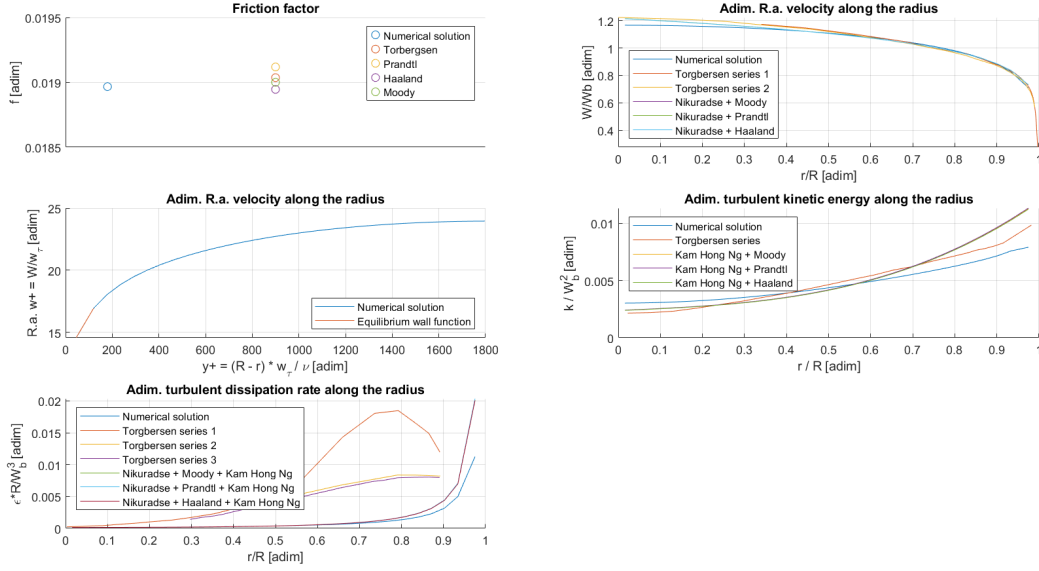 Friction factor
0.0195
0.019
0.0185
f [adim]
Numerical solution
Torbergsen
Prandtl
Haaland
Moody
Adim. R.a. velocity along the radius
1.2
1
0.8
0.6
0.4
W/Wb [adim]
Numerical solution
Torgbersen series 1
Torgbersen series 2
Nikuradse + Moody
Nikuradse + Prandtl
Nikuradse + Haaland
0 0.1 0.2 0.3 0.4 0.5 0.6 0.7 0.8 0.9 1
r/R [adim]
Adim. R.a. velocity along the radius
25
20
15
R.a. w+ = W/w_τ [adim]
Numerical solution
Equilibrium wall function
200 400 600 800 1000 1200 1400 1600 1800
y+ = (R - r) * w_τ / ν [adim]
Adim. turbulent kinetic energy along the radius
0.01
0.005
0
k / W_b^2 [adim]
Numerical solution
Torgbersen series
Kam Hong Ng + Moody
Kam Hong Ng + Prandtl
Kam Hong Ng + Haaland
0 0.1 0.2 0.3 0.4 0.5 0.6 0.7 0.8 0.9 1
r / R [adim]
Adim. turbulent dissipation rate along the radius
0.02
0.015
0.01
0.005
0
ϵ*R/W_b^3 [adim]
Numerical solution
Torgbersen series 1
Torgbersen series 2
Torgbersen series 3
Nikuradse + Moody + Kam Hong Ng
Nikuradse + Prandtl + Kam Hong Ng
Nikuradse + Haaland + Kam Hong Ng
0 0.1 0.2 0.3 0.4 0.5 0.6 0.7 0.8 0.9 1
r/R [adim]